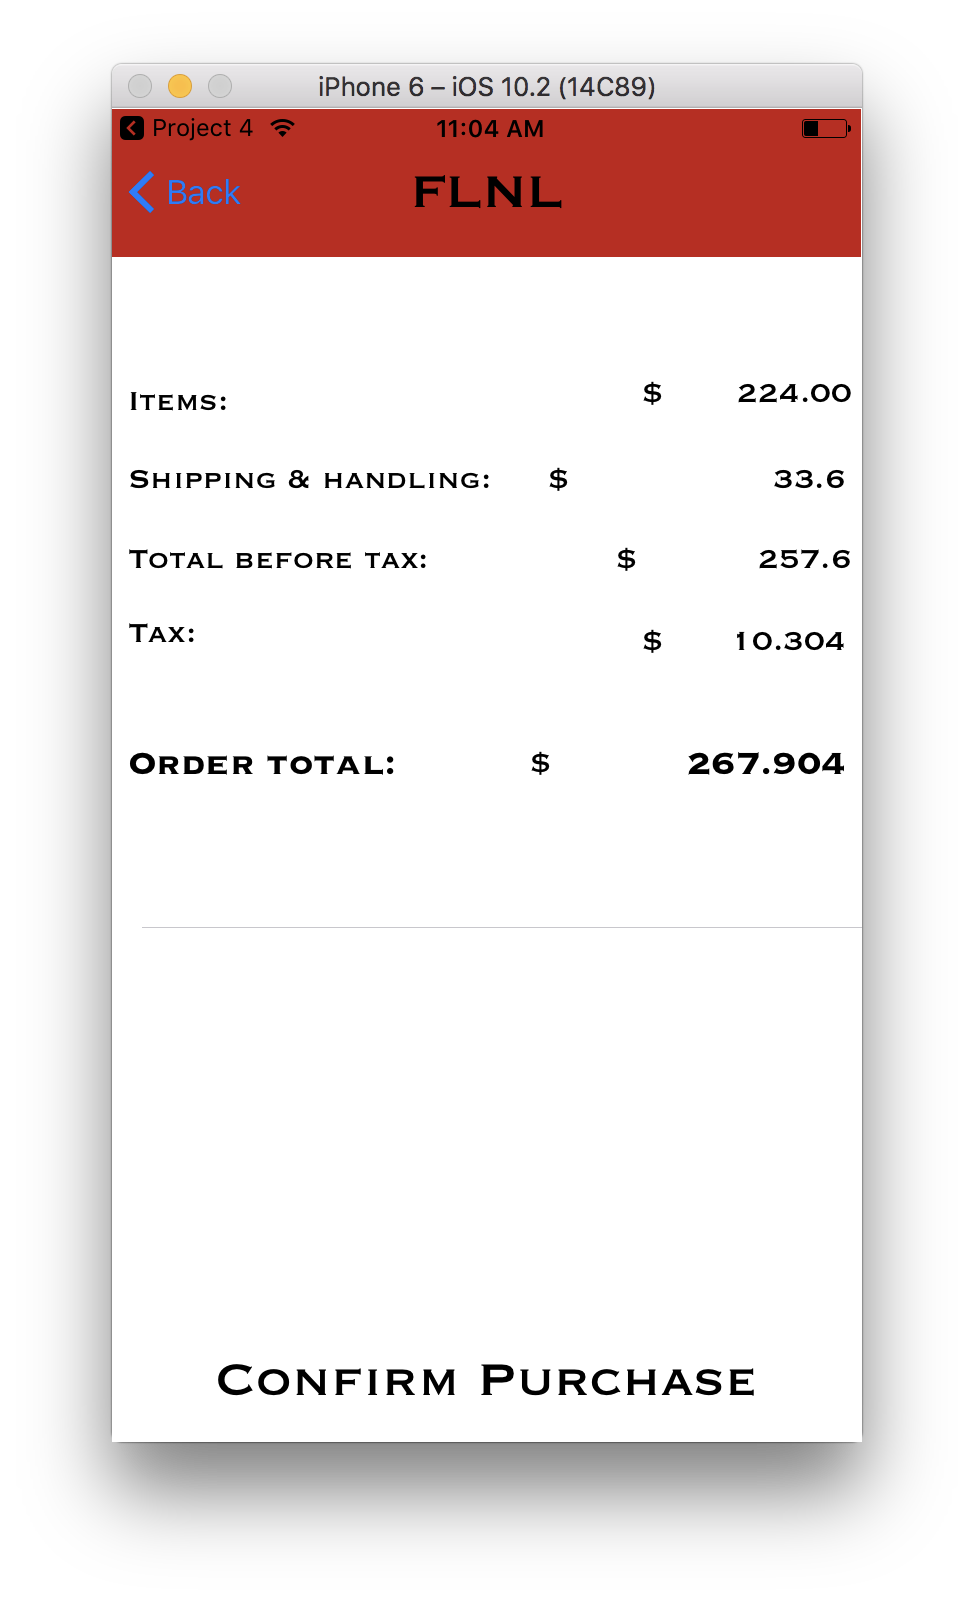 iPhone 6 – iOS 10.2 (14C89)
Project 4 11:04 AM
Back FLNL
Items: $ 224.00
Shipping & handling: $ 33.6
Total before tax: $ 257.6
Tax: $ 10.304
Order total: $ 267.904
Confirm Purchase